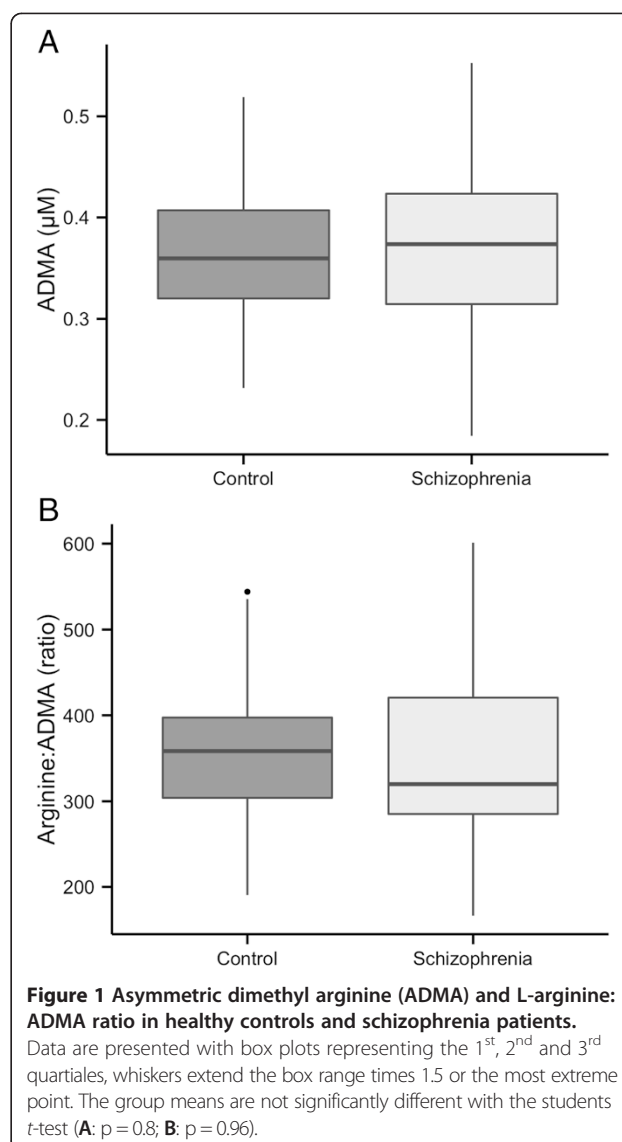 A
0.5
0.4
0.3
0.2
ADMA (µM)
Control Schizophrenia
B
600
500
400
300
200
Arginine:ADMA (ratio)
Control Schizophrenia
Figure 1 Asymmetric dimethyl arginine (ADMA) and L-arginine:
ADMA ratio in healthy controls and schizophrenia patients.
Data are presented with box plots representing the 1st, 2nd and 3rd
quartiales, whiskers extend the box range times 1.5 or the most extreme
point. The group means are not significantly different with the students
t-test (A: p = 0.8; B: p = 0.96).